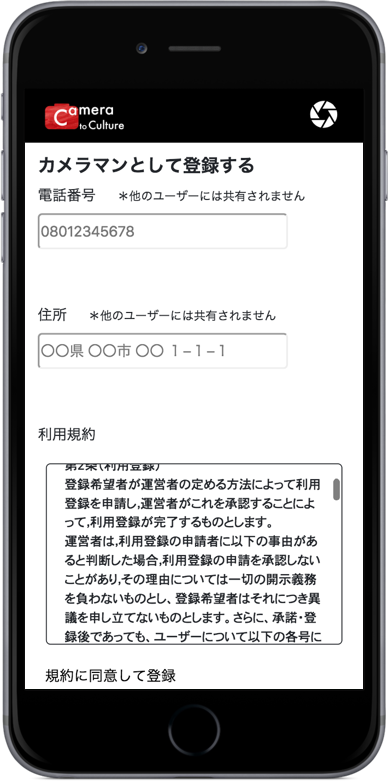 Camera
to Culture
カメラマンとして登録する
電話番号 ＊他のユーザーには共有されません
08012345678
住所 ＊他のユーザーには共有されません
〇〇県 〇〇市 〇〇 １−１−１
利用規約
第2条（利用登録）
登録希望者が運営者の定める方法によって利用
登録を申請し,運営者がこれを承認することによ
って,利用登録が完了するものとします。
運営者は,利用登録の申請者に以下の事由があ
ると判断した場合,利用登録の申請を承認しない
ことがあり,その理由については一切の開示義務
を負わないものとし、登録希望者はそれにつき異
議を申し立てないものとします。さらに、承諾・登
録後であっても、ユーザーについて以下の各号に
規約に同意して登録